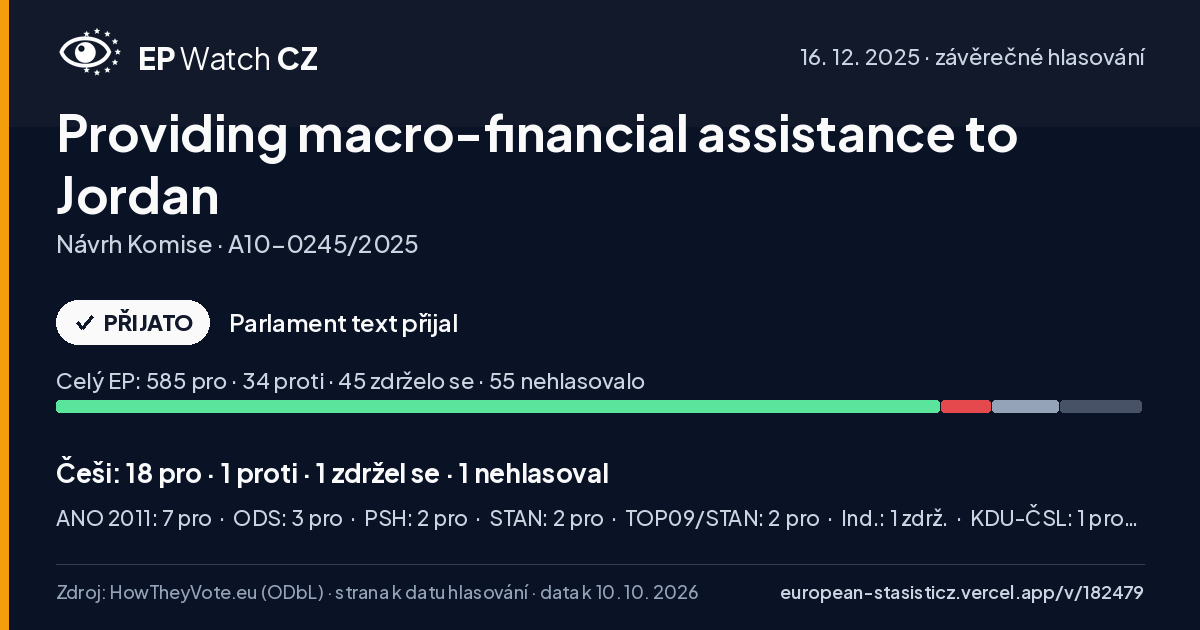 EP Watch CZ
16. 12. 2025 · závěrečné hlasování
Providing macro-financial assistance to
Jordan
Návrh Komise · A10-0245/2025
✓ PŘIJATO Parlament text přijal
Celý EP: 585 pro · 34 proti · 45 zdrželo se · 55 nehlasovalo
Češi: 18 pro · 1 proti · 1 zdržel se · 1 nehlasoval
ANO 2011: 7 pro · ODS: 3 pro · PSH: 2 pro · STAN: 2 pro · TOP09/STAN: 2 pro · Ind.: 1 zdrž. · KDU-ČSL: 1 pro…
Zdroj: HowTheyVote.eu (ODbL) · strana k datu hlasování · data k 10. 10. 2026
european-stasisticz.vercel.app/v/182479